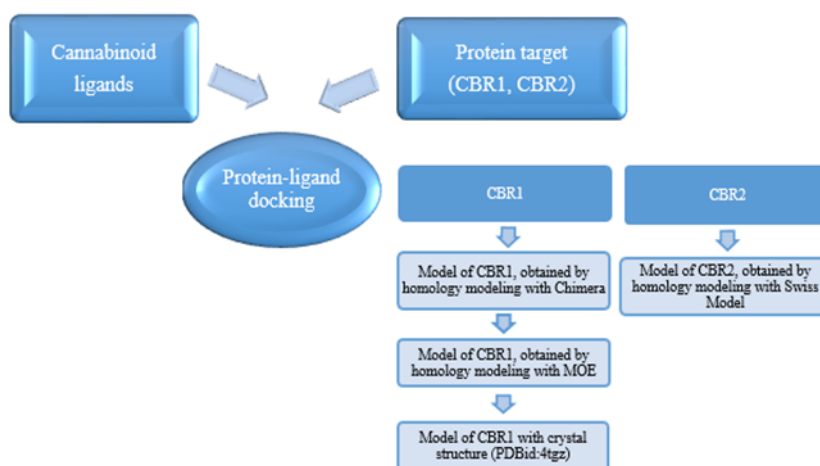 Cannabinoid
ligands
Protein target
(CBR1, CBR2)
Protein-ligand
docking
CBR1
CBR2
Model of CBR1, obtained by
homology modeling with Chimera
Model of CBR2, obtained by
homology modeling with Swiss
Model
Model of CBR1, obtained by
homology modeling with MOE
Model of CBR1 with crystal
structure (PDBid:4tgz)